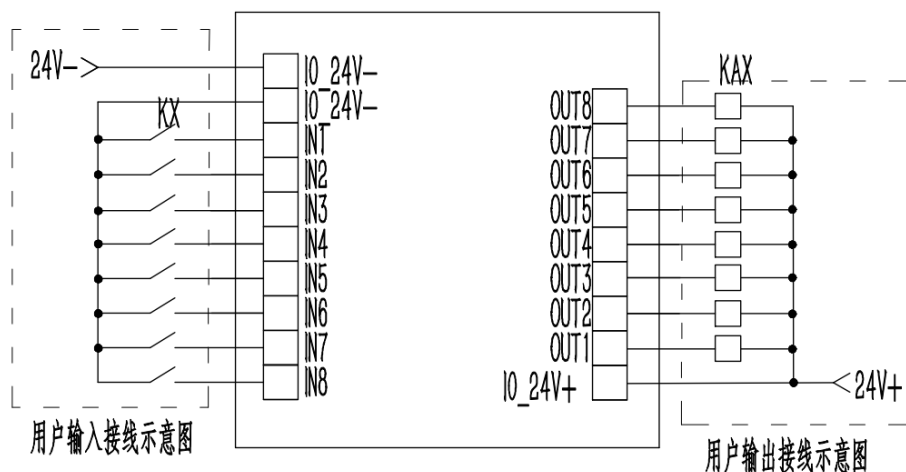 24V-
KX
IO_24V-
IO_24V-
IN1
IN2
IN3
IN4
IN5
IN6
IN7
IN8
用户输入接线示意图
KAX
OUT8
OUT7
OUT6
OUT5
OUT4
OUT3
OUT2
OUT1
IO_24V+
24V+
用户输出接线示意图